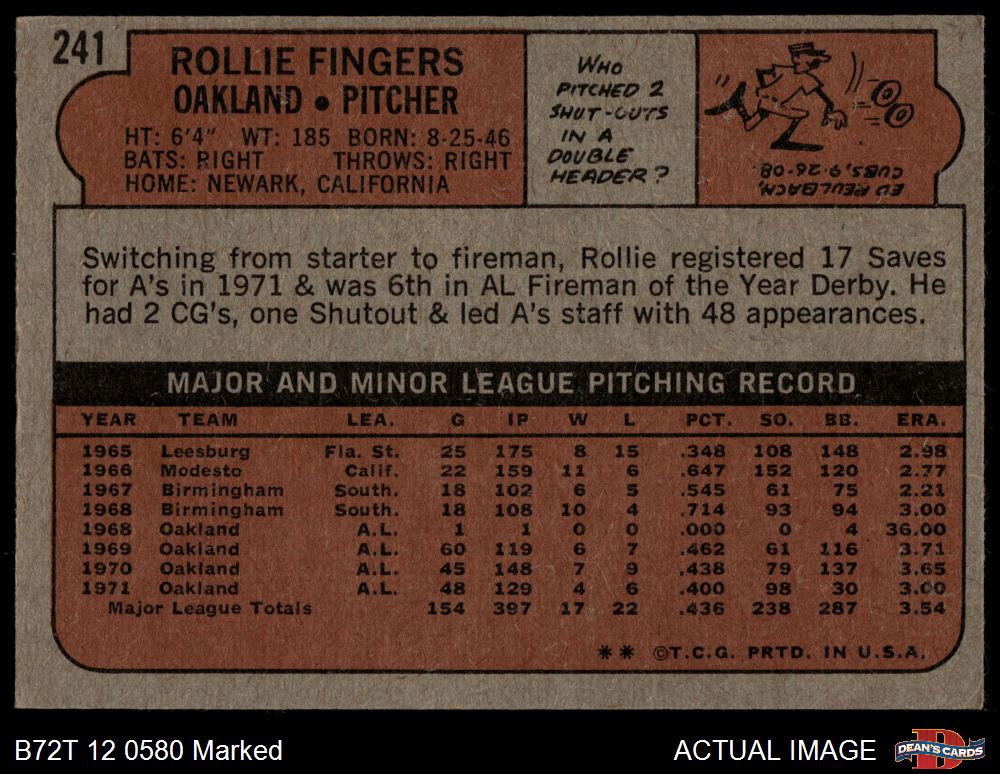 241
ROLLIE FINGERS
OAKLAND • PITCHER
HT: 6'4" WT: 185 BORN: 8-25-46
BATS: RIGHT THROWS: RIGHT
HOME: NEWARK, CALIFORNIA
WHO
PITCHED 2
SHUT-OUTS
IN A
DOUBLE
HEADER?
ED REULBACH,
CUBS, 9-26-08.
Switching from starter to fireman, Rollie registered 17 Saves
for A's in 1971 & was 6th in AL Fireman of the Year Derby. He
had 2 CG's, one Shutout & led A's staff with 48 appearances.
MAJOR AND MINOR LEAGUE PITCHING RECORD
YEAR TEAM LEA. G IP W L PCT. SO. BB. ERA.
1965 Leesburg Fla. St. 25 175 8 15 .348 108 148 2.98
1966 Modesto Calif. 22 159 11 6 .647 152 120 2.77
1967 Birmingham South. 18 102 6 5 .545 61 75 2.21
1968 Birmingham South. 18 108 10 4 .714 93 94 3.00
1968 Oakland A.L. 1 1 0 0 .000 0 4 36.00
1969 Oakland A.L. 60 119 6 7 .462 61 116 3.71
1970 Oakland A.L. 45 148 7 9 .438 79 137 3.65
1971 Oakland A.L. 48 129 4 6 .400 98 30 3.00
Major League Totals 154 397 17 22 .436 238 287 3.54
** ©T.C.G. PRTD. IN U.S.A.
B72T 12 0580 Marked
ACTUAL IMAGE
DEAN'S CARDS